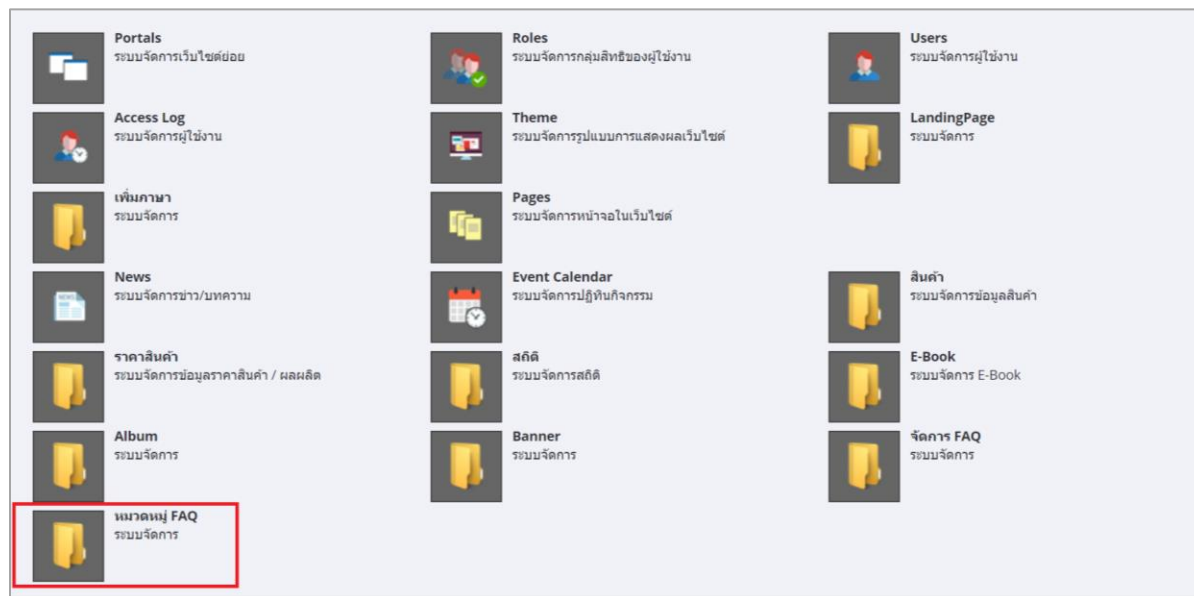 Portals
ระบบจัดการเว็บไซต์ย่อย
Roles
ระบบจัดการกลุ่มสิทธิของผู้ใช้งาน
Users
ระบบจัดการผู้ใช้งาน
Access Log
ระบบจัดการผู้ใช้งาน
Theme
ระบบจัดการรูปแบบการแสดงผลเว็บไซต์
LandingPage
ระบบจัดการ
เพิ่มภาษา
ระบบจัดการ
Pages
ระบบจัดการหน้าจอในเว็บไซต์
News
ระบบจัดการข่าว/บทความ
Event Calendar
ระบบจัดการปฏิทินกิจกรรม
สินค้า
ระบบจัดการข้อมูลสินค้า
ราคาสินค้า
ระบบจัดการข้อมูลราคาสินค้า / ผลผลิต
สถิติ
ระบบจัดการสถิติ
E-Book
ระบบจัดการ E-Book
Album
ระบบจัดการ
Banner
ระบบจัดการ
จัดการ FAQ
ระบบจัดการ
หมวดหมู่ FAQ
ระบบจัดการ